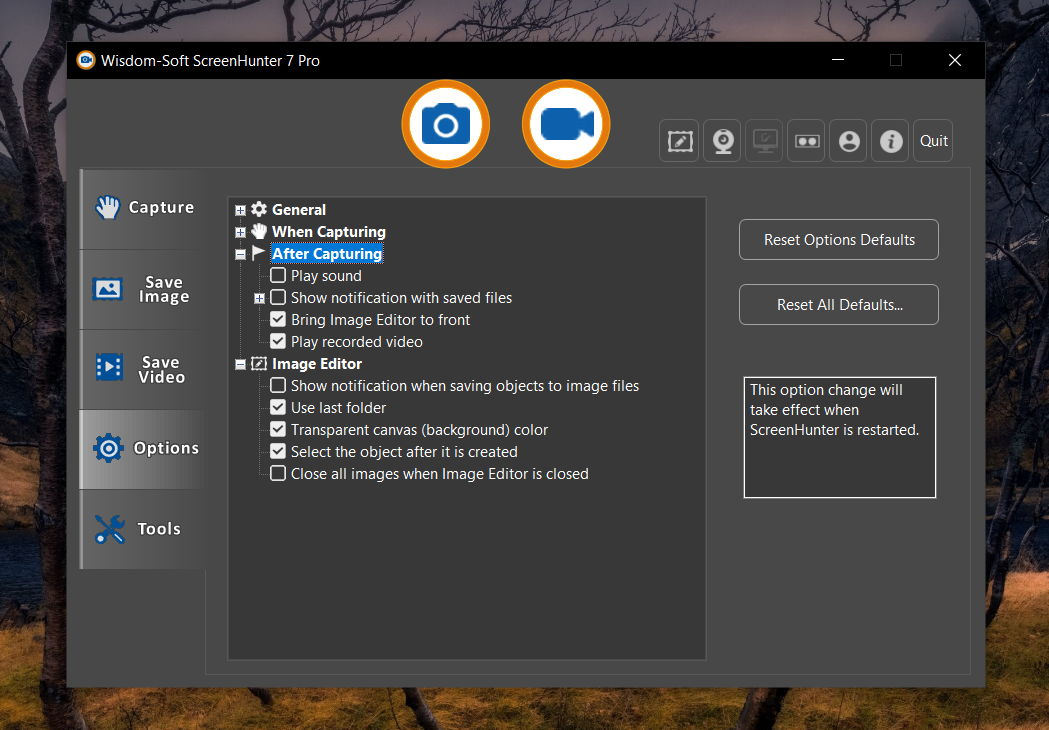 Wisdom-Soft ScreenHunter 7 Pro
Quit
Capture
Save
Image
Save
Video
Options
Tools
General
When Capturing
After Capturing
Play sound
Show notification with saved files
Bring Image Editor to front
Play recorded video
Image Editor
Show notification when saving objects to image files
Use last folder
Transparent canvas (background) color
Select the object after it is created
Close all images when Image Editor is closed
Reset Options Defaults
Reset All Defaults...
This option change will
take effect when
ScreenHunter is restarted.